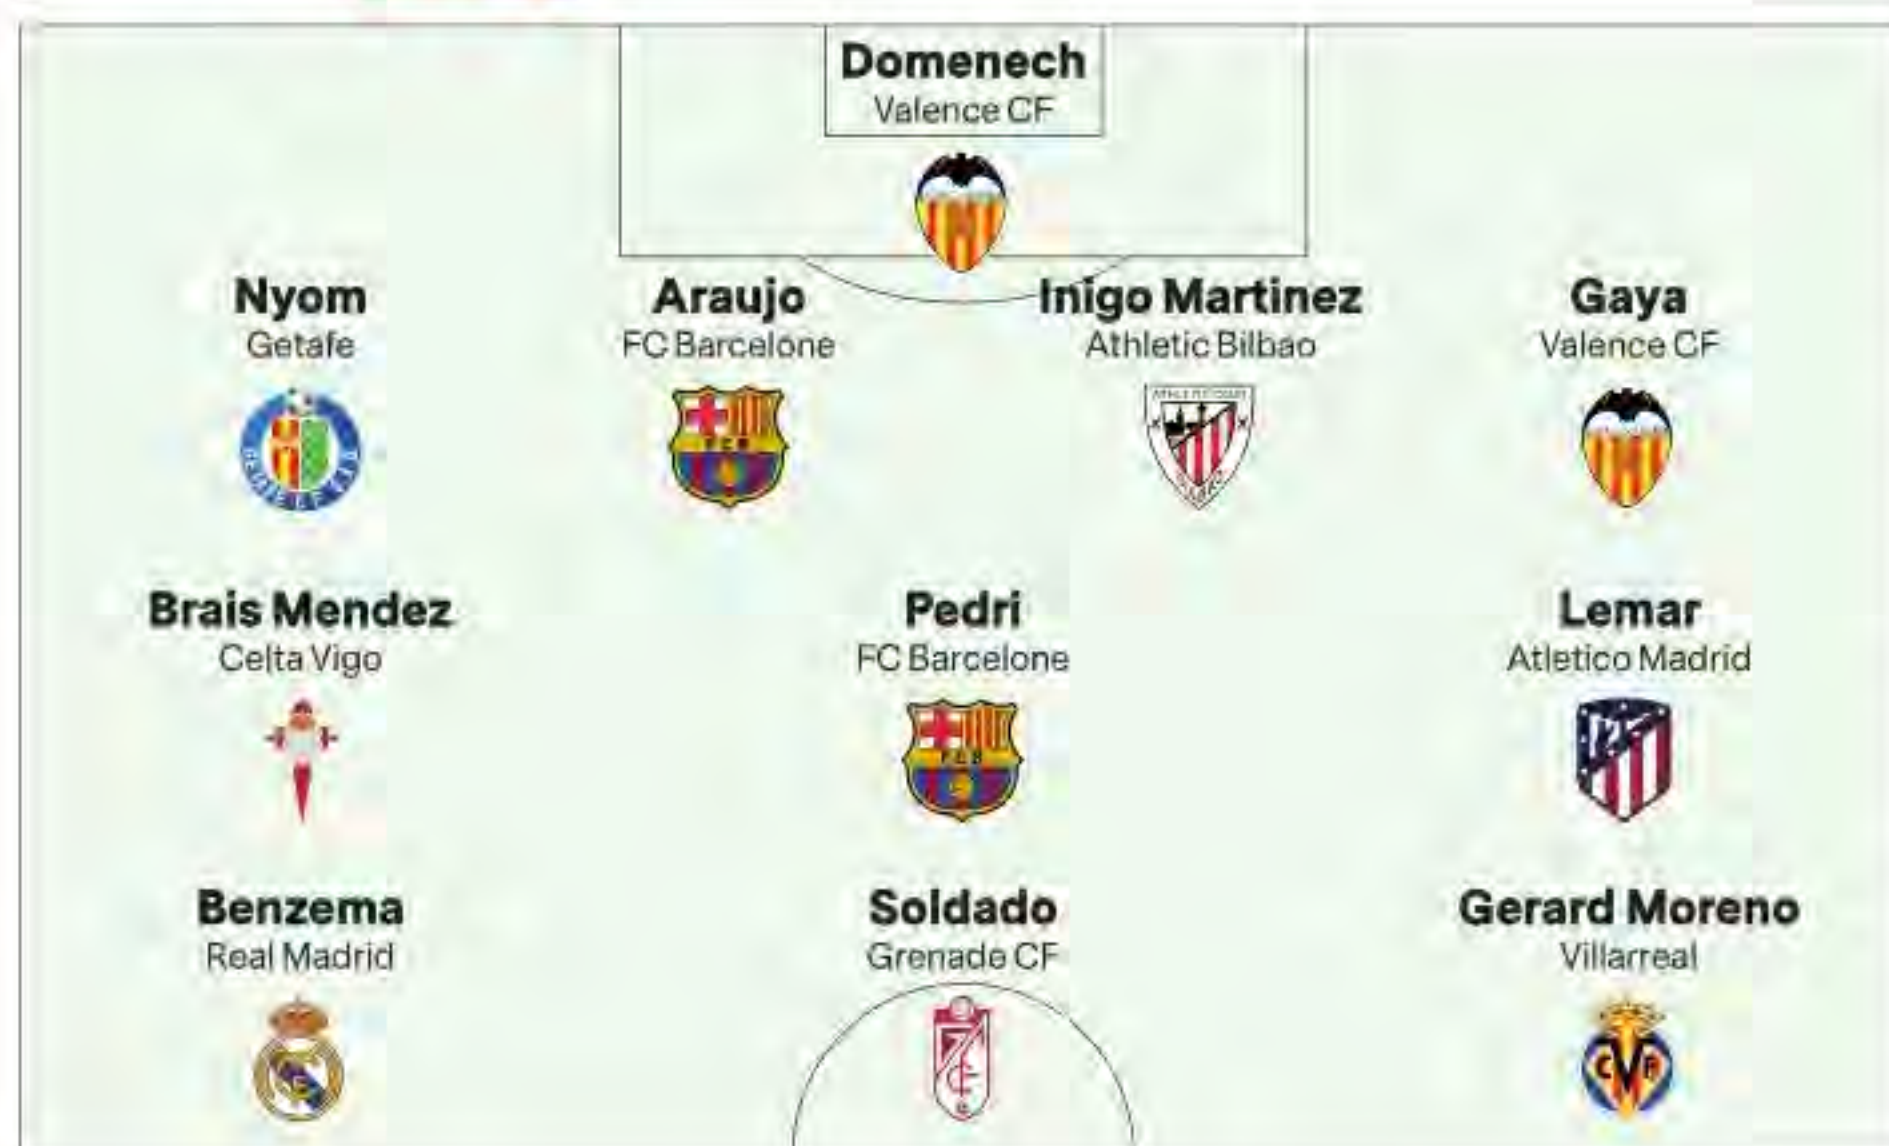 Domenech
Valence CF
Nyom
Getafe
Araujo
FC Barcelone
Inigo Martinez
Athletic Bilbao
Gaya
Valence CF
Brais Mendez
Celta Vigo
Pedri
FC Barcelone
Lemar
Atletico Madrid
Benzema
Real Madrid
Soldado
Grenade CF
Gerard Moreno
Villarreal